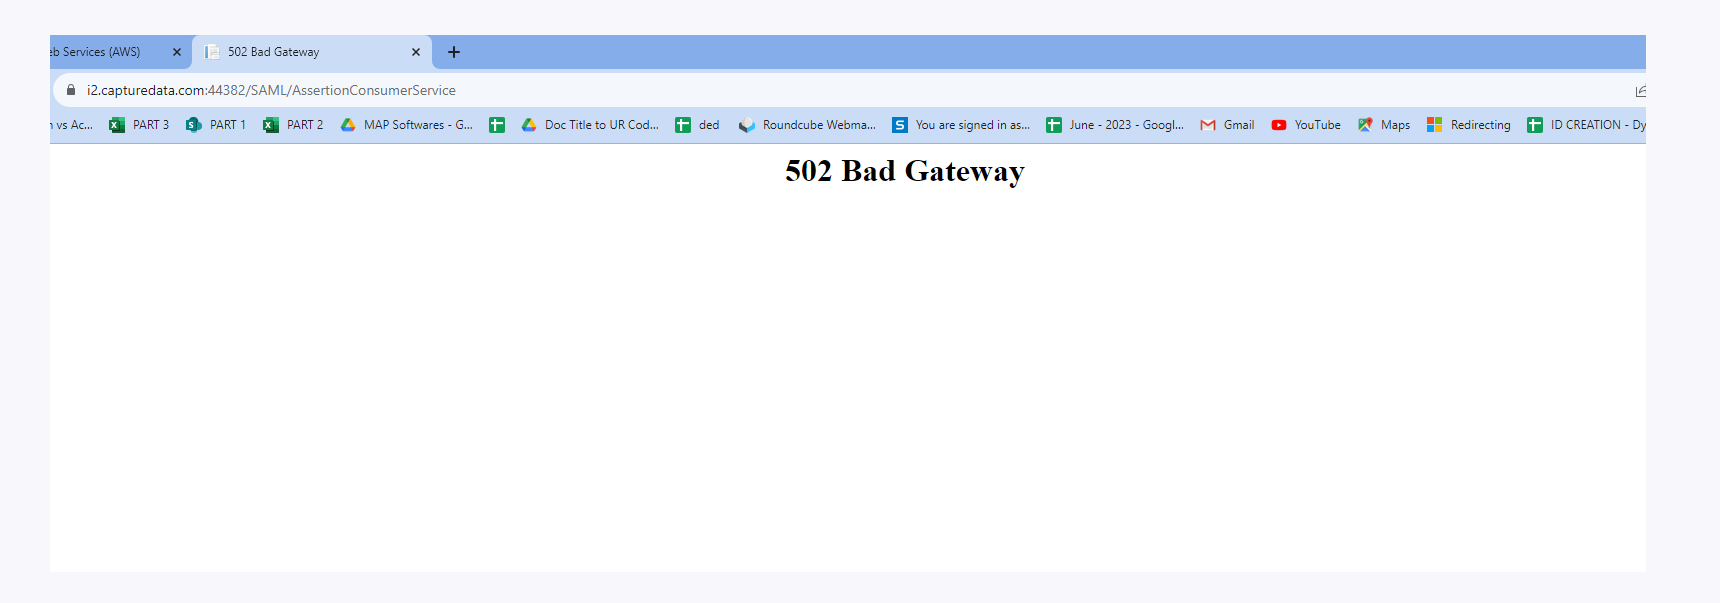 eb Services (AWS) 502 Bad Gateway
i2.capturedata.com:44382/SAML/AssertionConsumerService
n vs Ac... PART 3 PART 1 PART 2 MAP Softwares - G... Doc Title to UR Cod... ded Roundcube Webma... You are signed in as... June - 2023 - Googl... Gmail YouTube Maps Redirecting ID CREATION - Dy
502 Bad Gateway